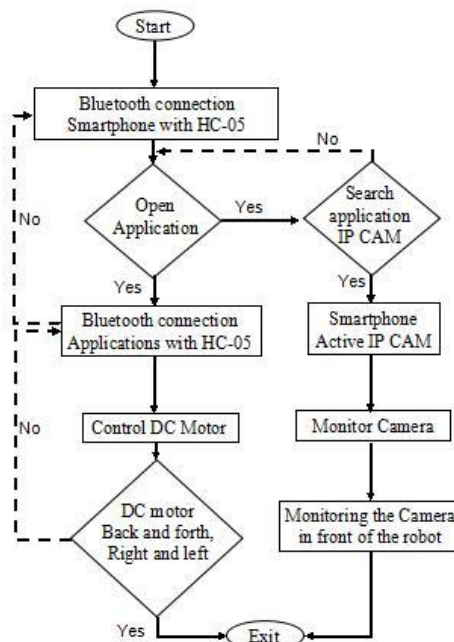 Start
Bluetooth connection
Smartphone with HC-05
No
Open
Application
Yes
Search
application
IP CAM
No
Yes
Yes
Bluetooth connection
Applications with HC-05
Smartphone
Active IP CAM
No
Control DC Motor
Monitor Camera
DC motor
Back and forth,
Right and left
Monitoring the Camera
in front of the robot
Yes
Exit